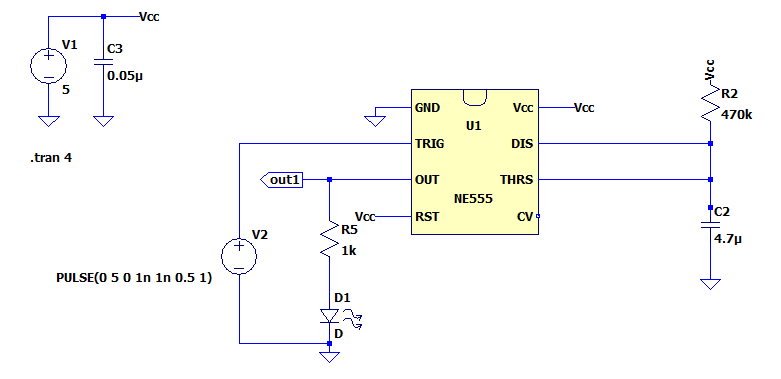 Vcc
V1
C3
5
0.05µ
.tran 4
GND
Vcc
Vcc
U1
TRIG
DIS
OUT
THRS
NE555
RST
CV
out1
Vcc
R5
1k
V2
PULSE(0 5 0 1n 1n 0.5 1)
D1
D
Vcc
R2
470k
C2
4.7µ